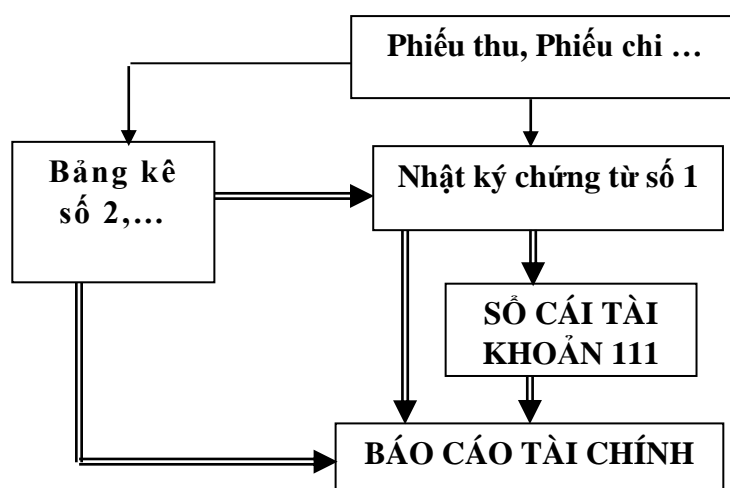 Phiếu thu, Phiếu chi …
Bảng kê
số 2,…
Nhật ký chứng từ số 1
SỔ CÁI TÀI
KHOẢN 111
BÁO CÁO TÀI CHÍNH